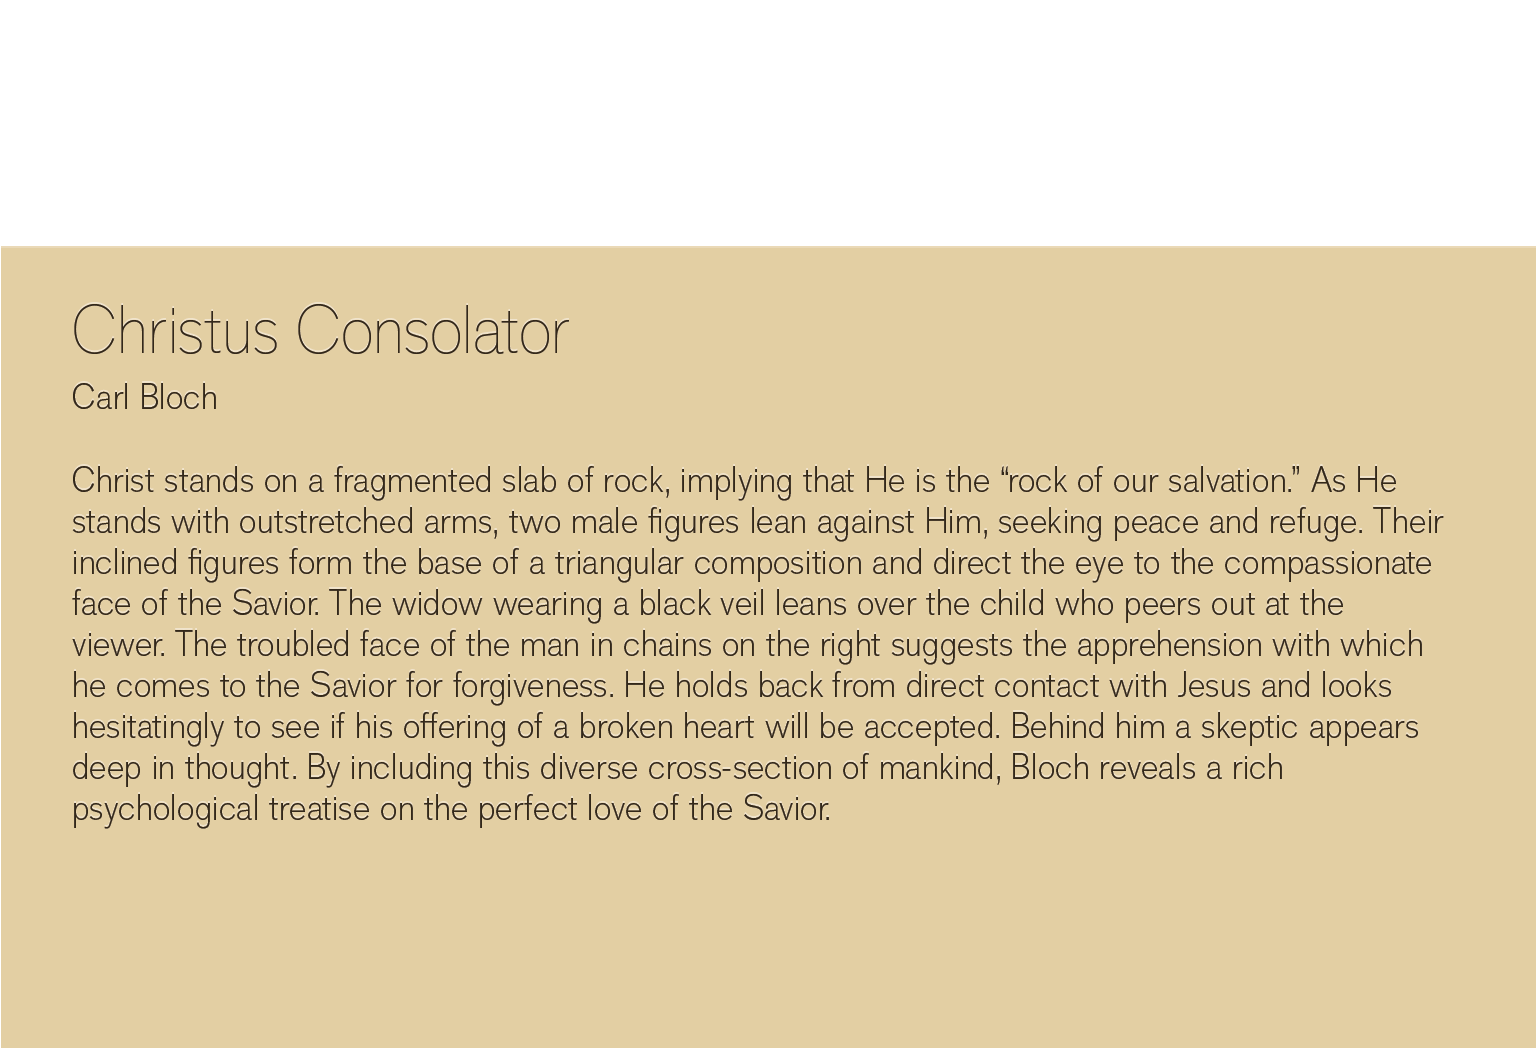 Christus Consolator
Carl Bloch
Christ stands on a fragmented slab of rock, implying that He is the “rock of our salvation.” As He
stands with outstretched arms, two male figures lean against Him, seeking peace and refuge. Their
inclined figures form the base of a triangular composition and direct the eye to the compassionate
face of the Savior. The widow wearing a black veil leans over the child who peers out at the
viewer. The troubled face of the man in chains on the right suggests the apprehension with which
he comes to the Savior for forgiveness. He holds back from direct contact with Jesus and looks
hesitatingly to see if his offering of a broken heart will be accepted. Behind him a skeptic appears
deep in thought. By including this diverse cross-section of mankind, Bloch reveals a rich
psychological treatise on the perfect love of the Savior.